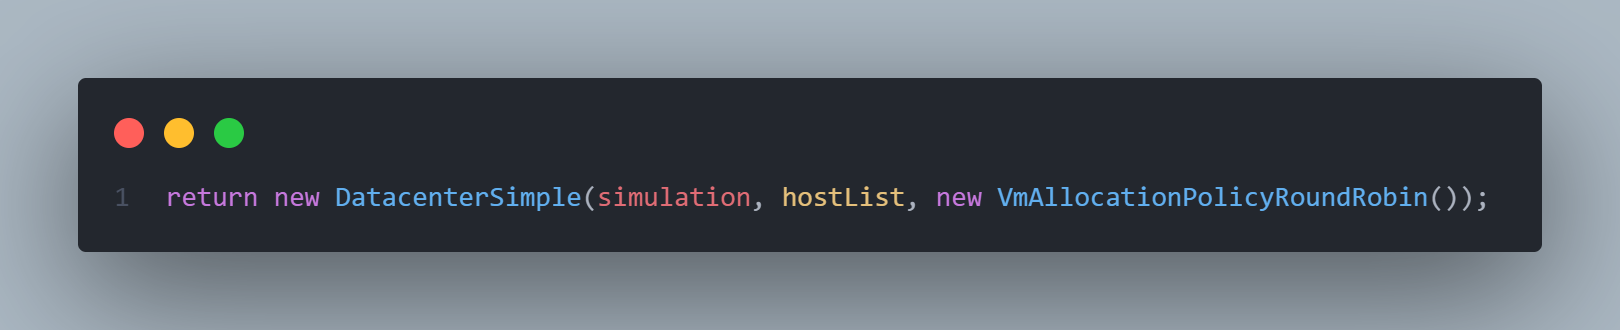 1 return new DatacenterSimple(simulation, hostList, new VmAllocationPolicyRoundRobin());